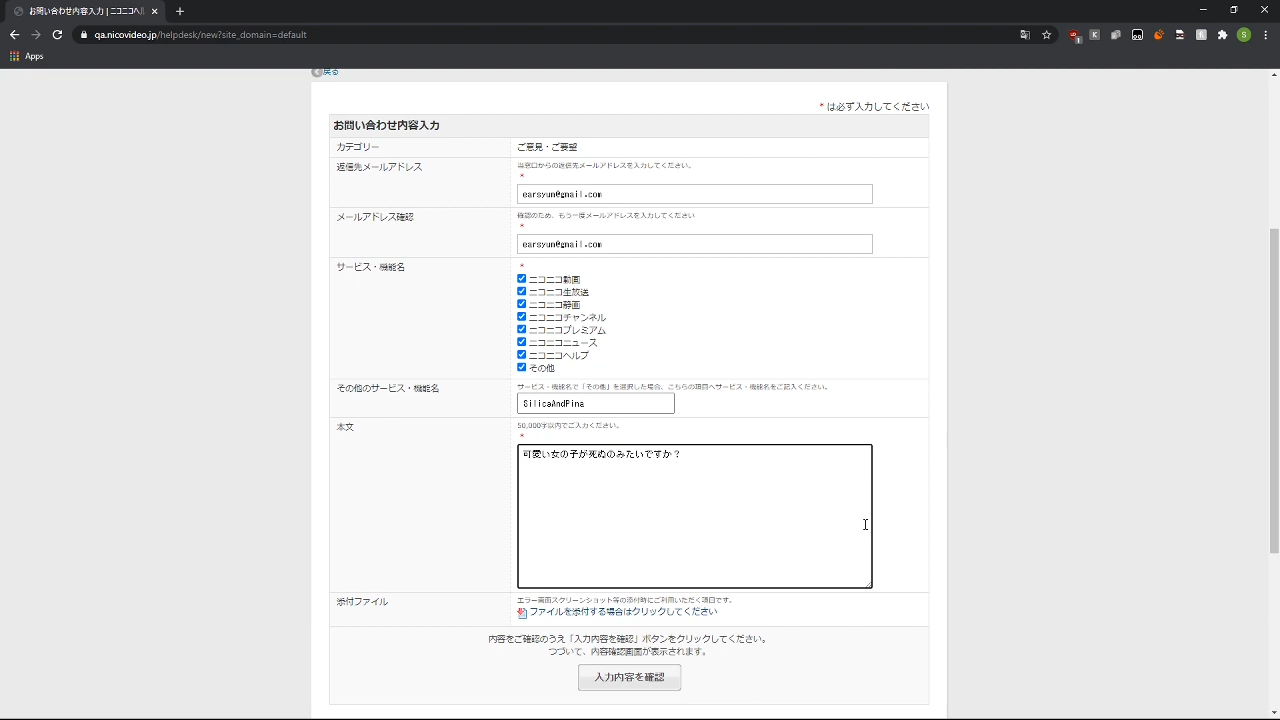 お問い合わせ内容入力 | ニコニコヘル
qa.nicovideo.jp/helpdesk/new?site_domain=default
Apps
戻る
* は必ず入力してください
お問い合わせ内容入力
カテゴリー
ご意見・ご要望
返信先メールアドレス
当窓口からの返信先メールアドレスを入力してください。
*
earsyun@gmail.com
メールアドレス確認
確認のため、もう一度メールアドレスを入力してください
*
earsyun@gmail.com
サービス・機能名
*
ニコニコ動画
ニコニコ生放送
ニコニコ静画
ニコニコチャンネル
ニコニコプレミアム
ニコニコニュース
ニコニコヘルプ
その他
その他のサービス・機能名
サービス・機能名で「その他」を選択した場合、こちらの項目へサービス・機能名をご記入ください。
SilicaAndPina
本文
50,000字以内でご入力ください。
*
可愛い女の子が死ぬのみたいですか？
添付ファイル
エラー画面スクリーンショット等の添付時にご利用いただく項目です。
ファイルを添付する場合はクリックしてください
内容をご確認のうえ「入力内容を確認」ボタンをクリックしてください。
つづいて、内容確認画面が表示されます。
入力内容を確認